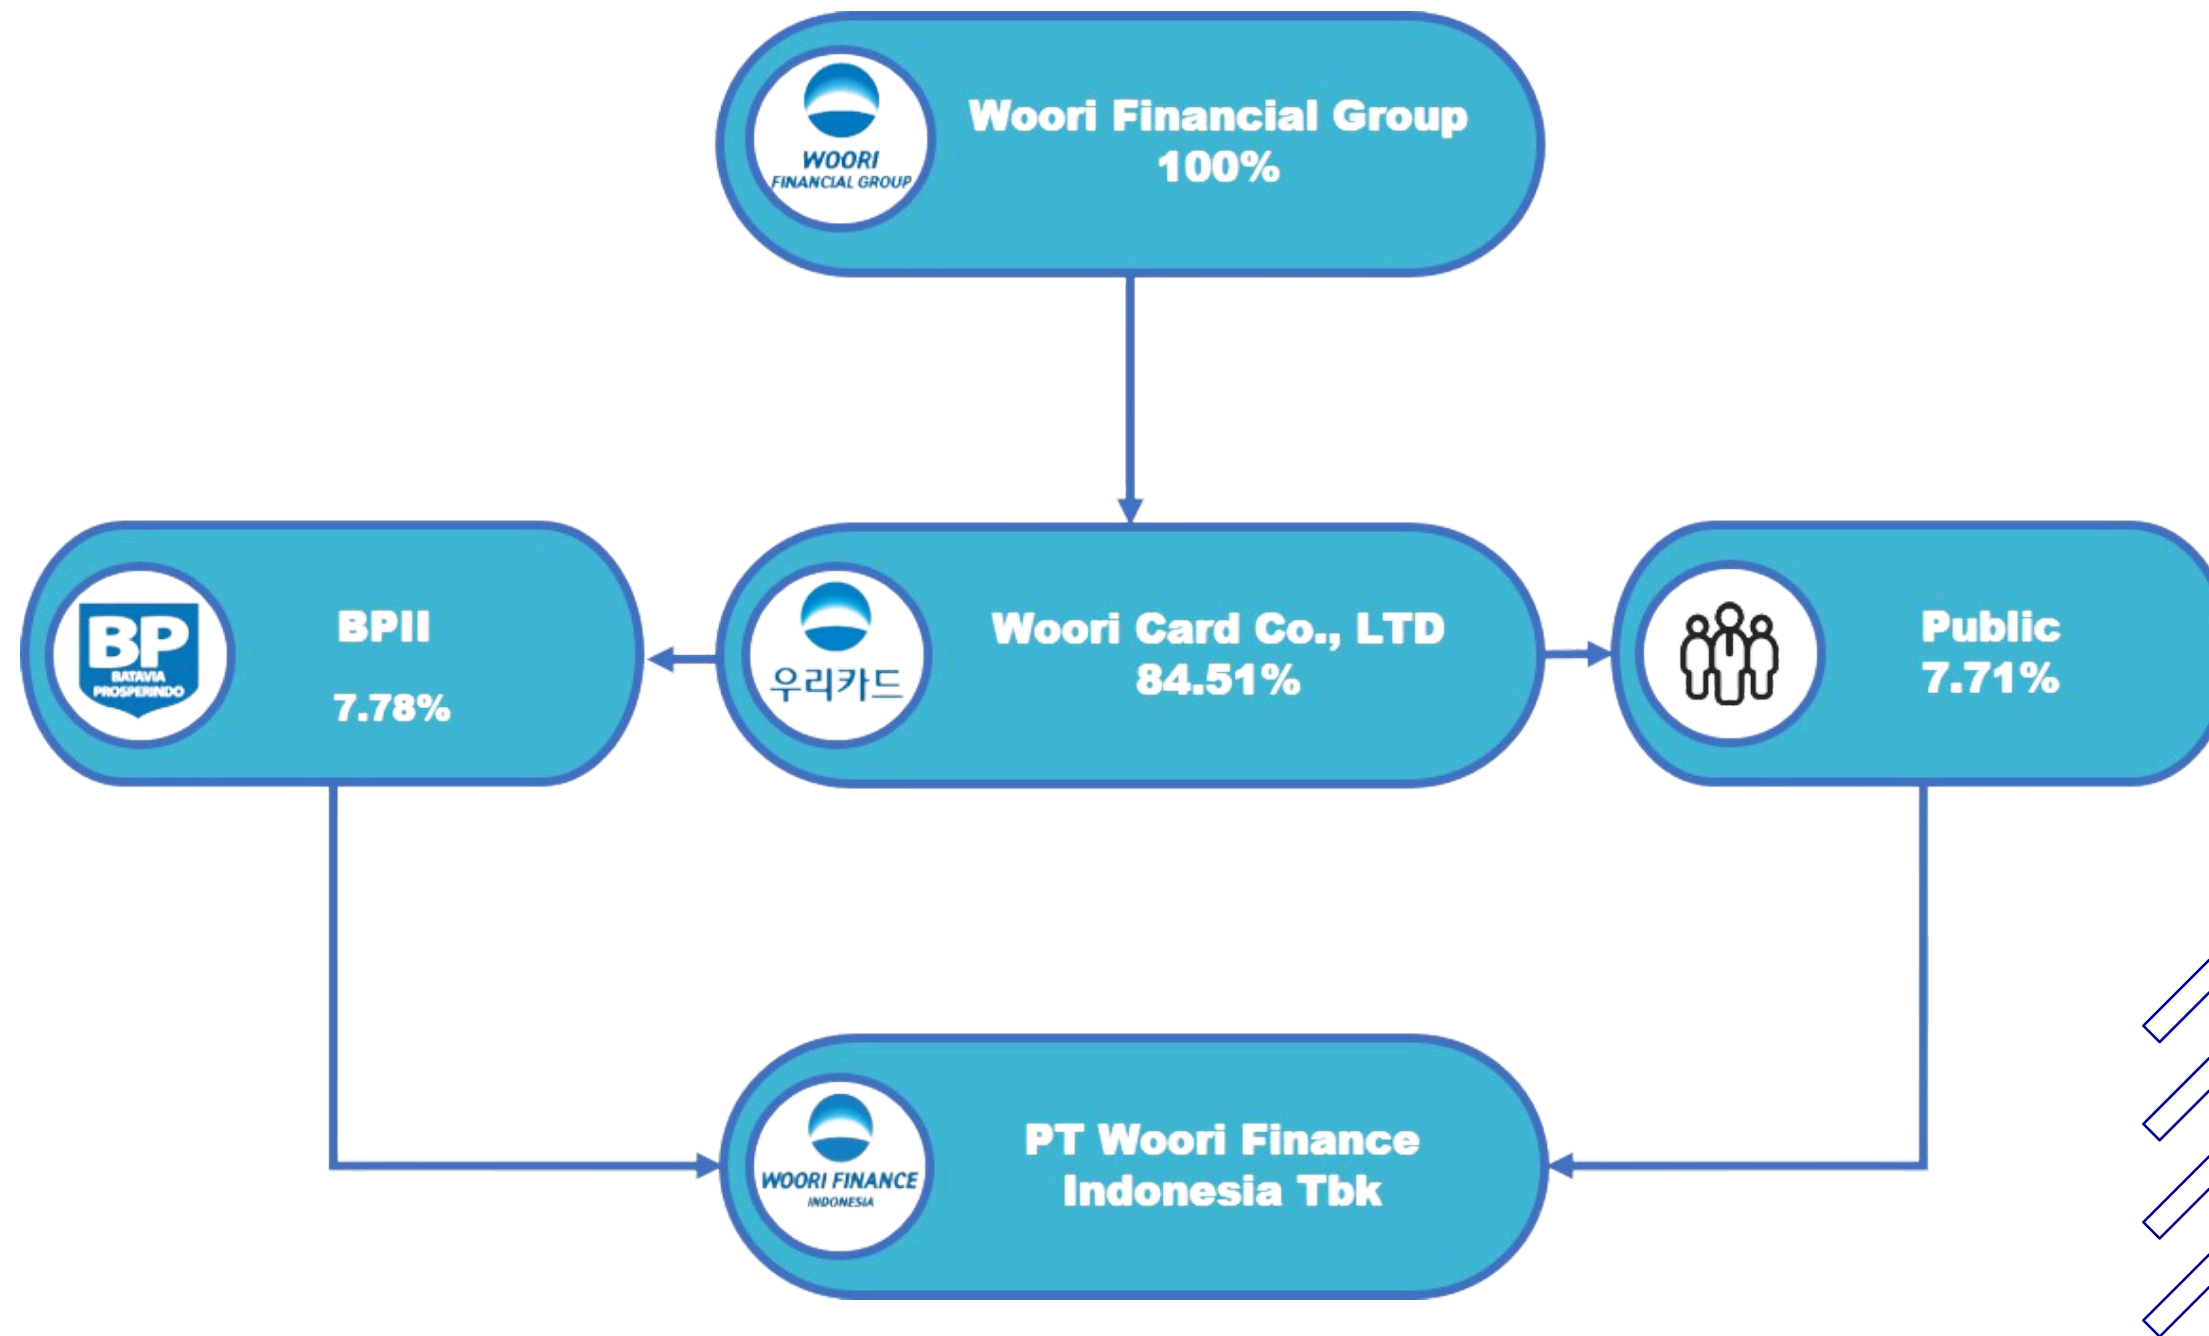 WOORI
FINANCIAL GROUP
Woori Financial Group
100%
BP
BATAVIA
PROSPERINDO
BPII
7.78%
우리카드
Woori Card Co., LTD
84.51%
Public
7.71%
WOORI FINANCE
INDONESIA
PT Woori Finance
Indonesia Tbk